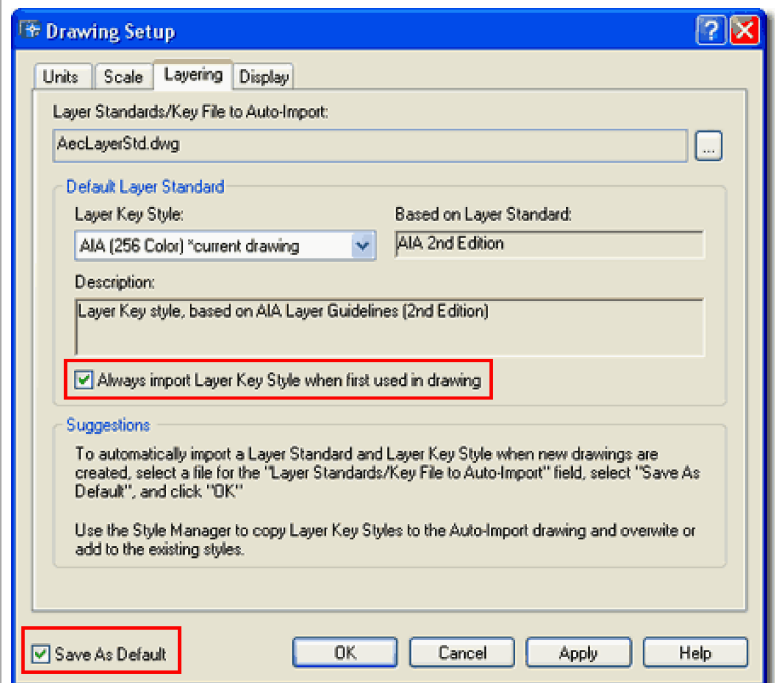 Drawing Setup
Units Scale Layering Display
Layer Standards/Key File to Auto-Import:
AecLayerStd.dwg
...
Default Layer Standard
Layer Key Style: Based on Layer Standard:
AIA (256 Color) *current drawing AIA 2nd Edition
Description:
Layer Key style, based on AIA Layer Guidelines (2nd Edition)
Always import Layer Key Style when first used in drawing
Suggestions
To automatically import a Layer Standard and Layer Key Style when new drawings are
created, select a file for the "Layer Standards/Key File to Auto-Import" field, select "Save As
Default", and click "OK"
Use the Style Manager to copy Layer Key Styles to the Auto-Import drawing and overwite or
add to the existing styles.
Save As Default OK Cancel Apply Help